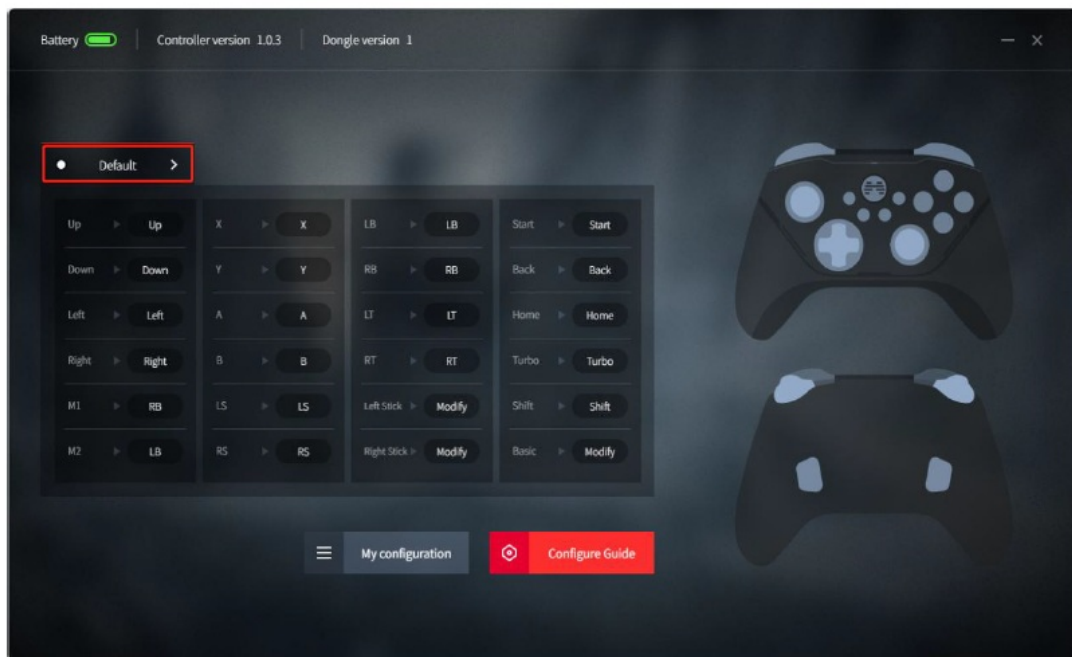 Battery Controller version 1.0.3 Dongle version 1
Default
Up Up X X LB LB Start Start
Down Down Y Y RB RB Back Back
Left Left A A LT LT Home Home
Right Right B B RT RT Turbo Turbo
M1 RB LS LS Left Stick Modify Shift Shift
M2 LB RS RS Right Stick Modify Basic Modify
My configuration Configure Guide